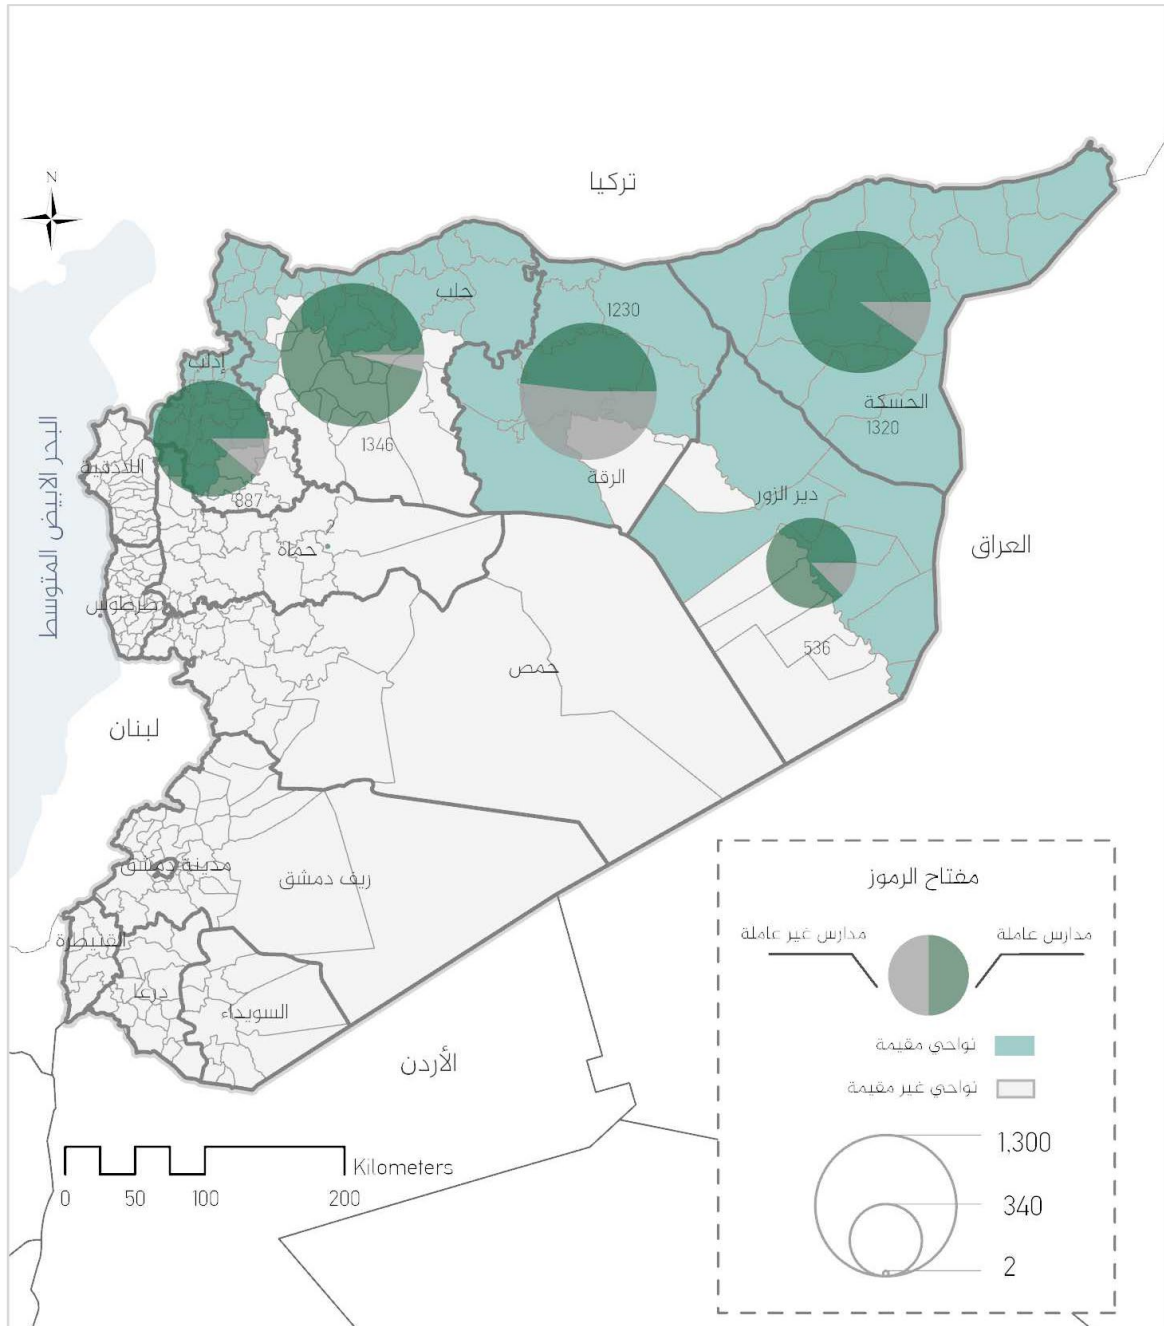 N
تركيا
حلب
1230
إدلب
الحسكة
1320
1346
الرقة
887
دير الزور
اللاذقية
البحر الابيض المتوسط
2
حماة
العراق
طرطوس
536
حمص
لبنان
مدينة دمشق
ريف دمشق
القنيطرة
درعا
السويداء
الأردن
Kilometers
0 50 100 200
مفتاح الرموز
مدارس عاملة
مدارس غير عاملة
نواحي مقيمة
نواحي غير مقيمة
1,300
340
2